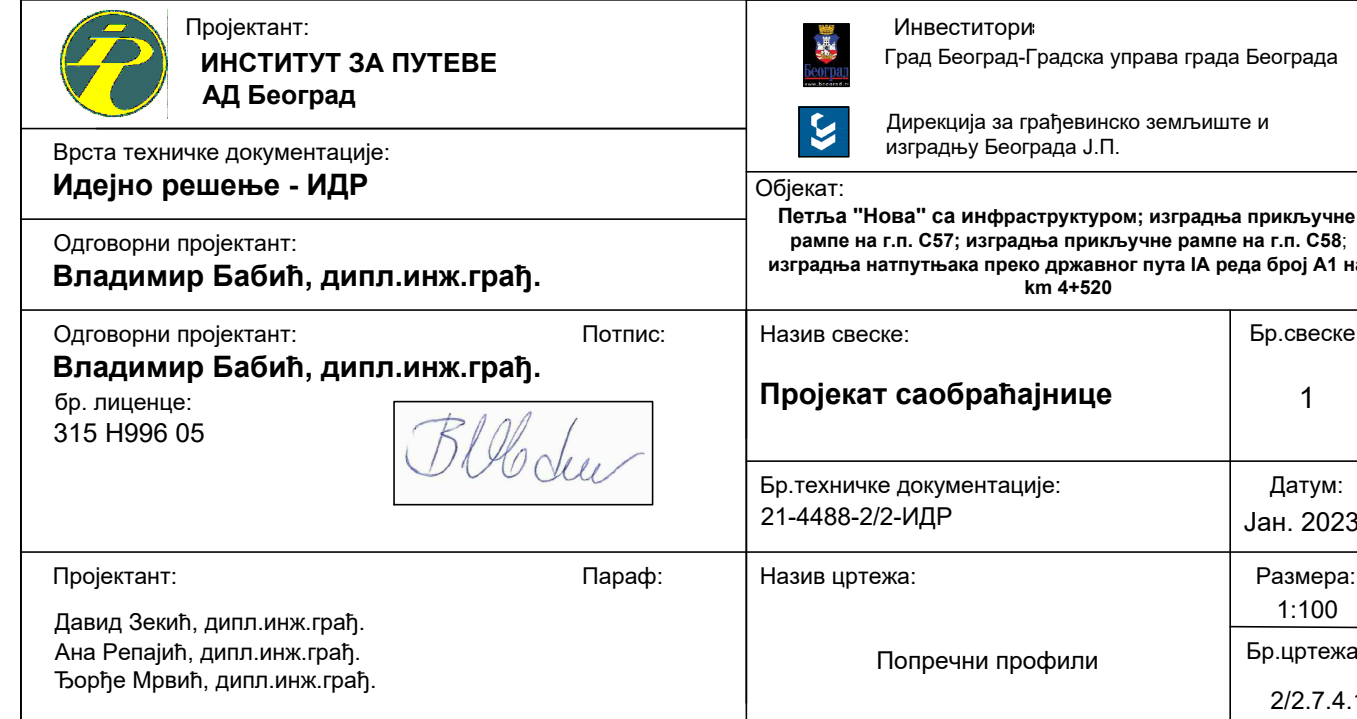 Пројектант:
ИНСТИТУТ ЗА ПУТЕВЕ
АД Београд
Врста техничке документације:
Идејно решење - ИДР
Одговорни пројектант:
Владимир Бабић, дипл.инж.грађ.
Одговорни пројектант: Потпис:
Владимир Бабић, дипл.инж.грађ.
бр. лиценце:
315 Н996 05
Пројектант: Параф:
Давид Зекић, дипл.инж.грађ.
Ана Репајић, дипл.инж.грађ.
Ђорђе Мрвић, дипл.инж.грађ.
Инвеститори:
Београд
Град Београд-Градска управа града Београда
Дирекција за грађевинско земљиште и
изградњу Београда Ј.П.
Објекат:
Петља "Нова" са инфраструктуром; изградња прикључне
рампе на г.п. С57; изградња прикључне рампе на г.п. С58;
изградња натпутњака преко државног пута IА реда број А1 на
km 4+520
Назив свеске:
Пројекат саобраћајнице
Бр.свеске
1
Бр.техничке документације:
21-4488-2/2-ИДР
Датум:
Јан. 2023
Назив цртежа:
Попречни профили
Размера:
1:100
Бр.цртежа
2/2.7.4.1